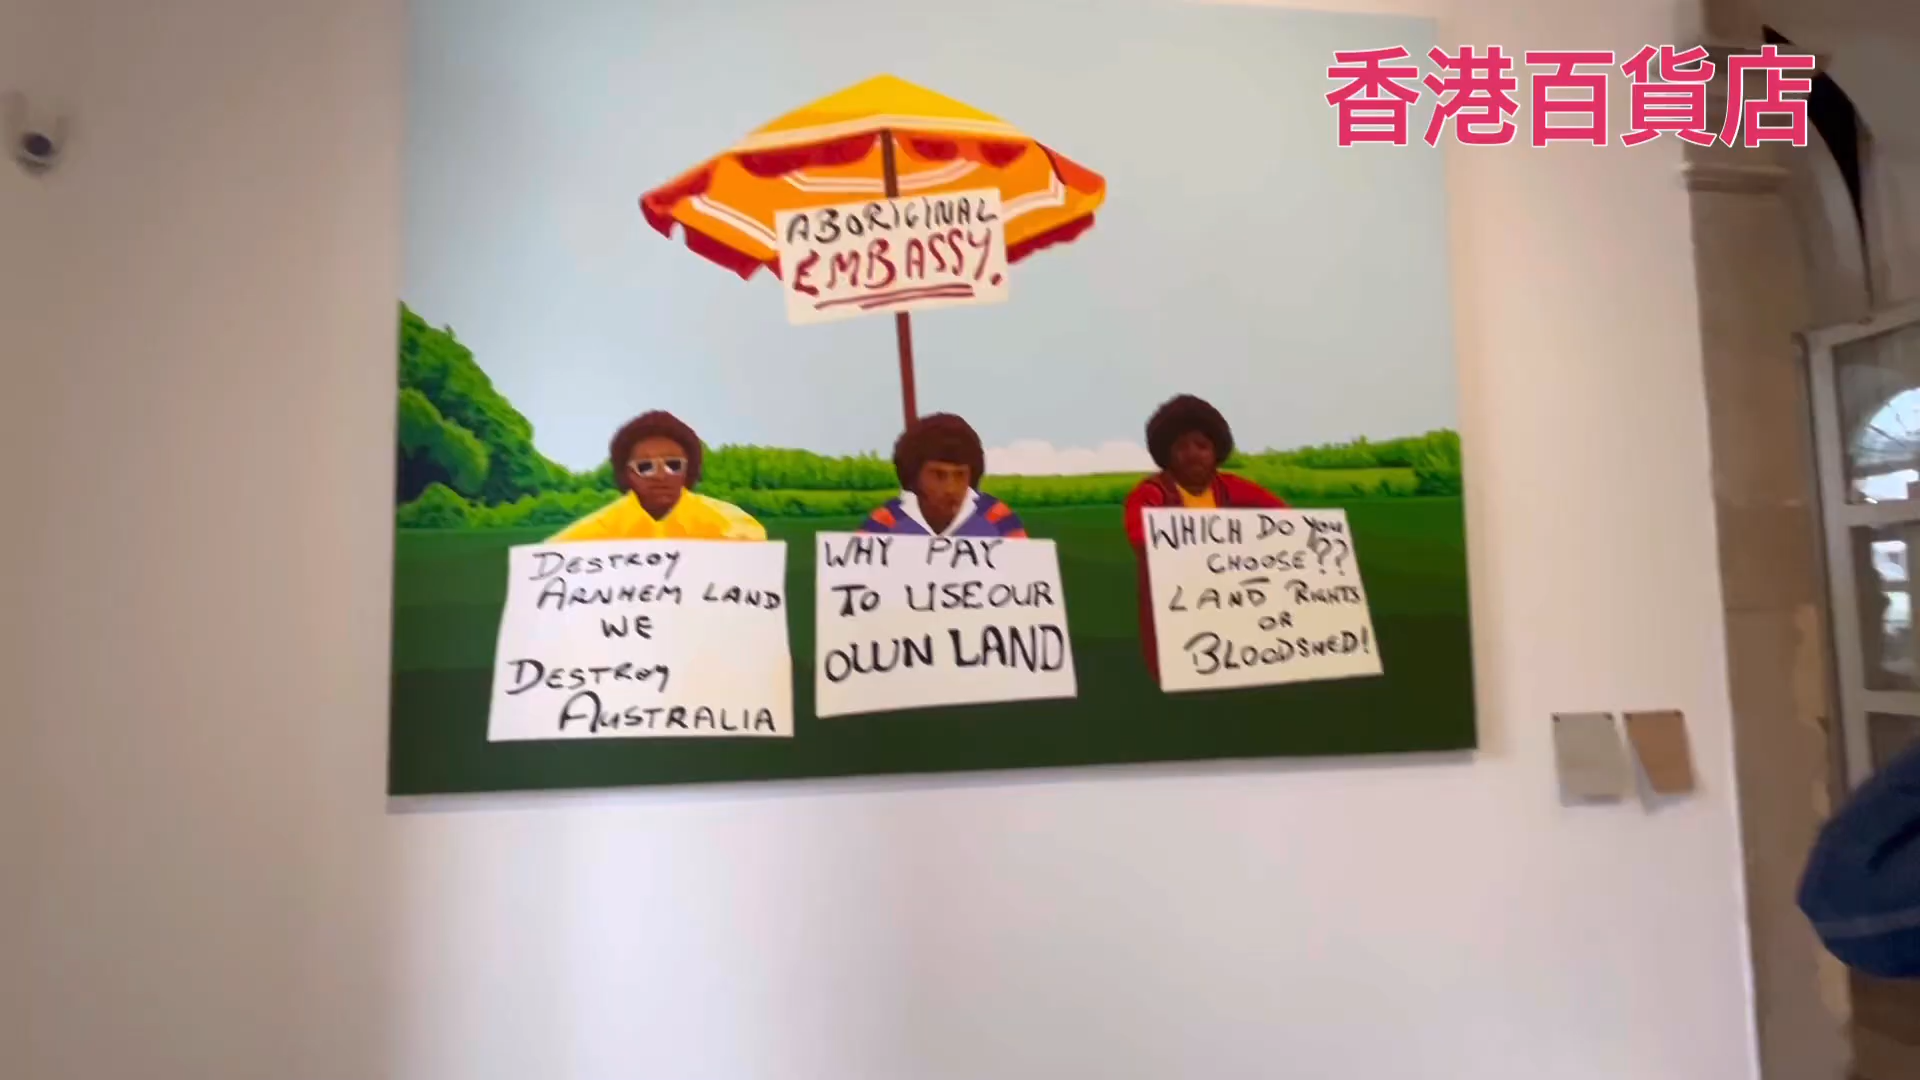 香港百貨店
ABORIGINAL
EMBASSY.
DESTROY
ARNHEM LAND
WE
DESTROY
AUSTRALIA
WHY PAY
TO USE OUR
OWN LAND
WHICH DO YOU
CHOOSE??
LAND RIGHTS
OR
BLOODSHED!